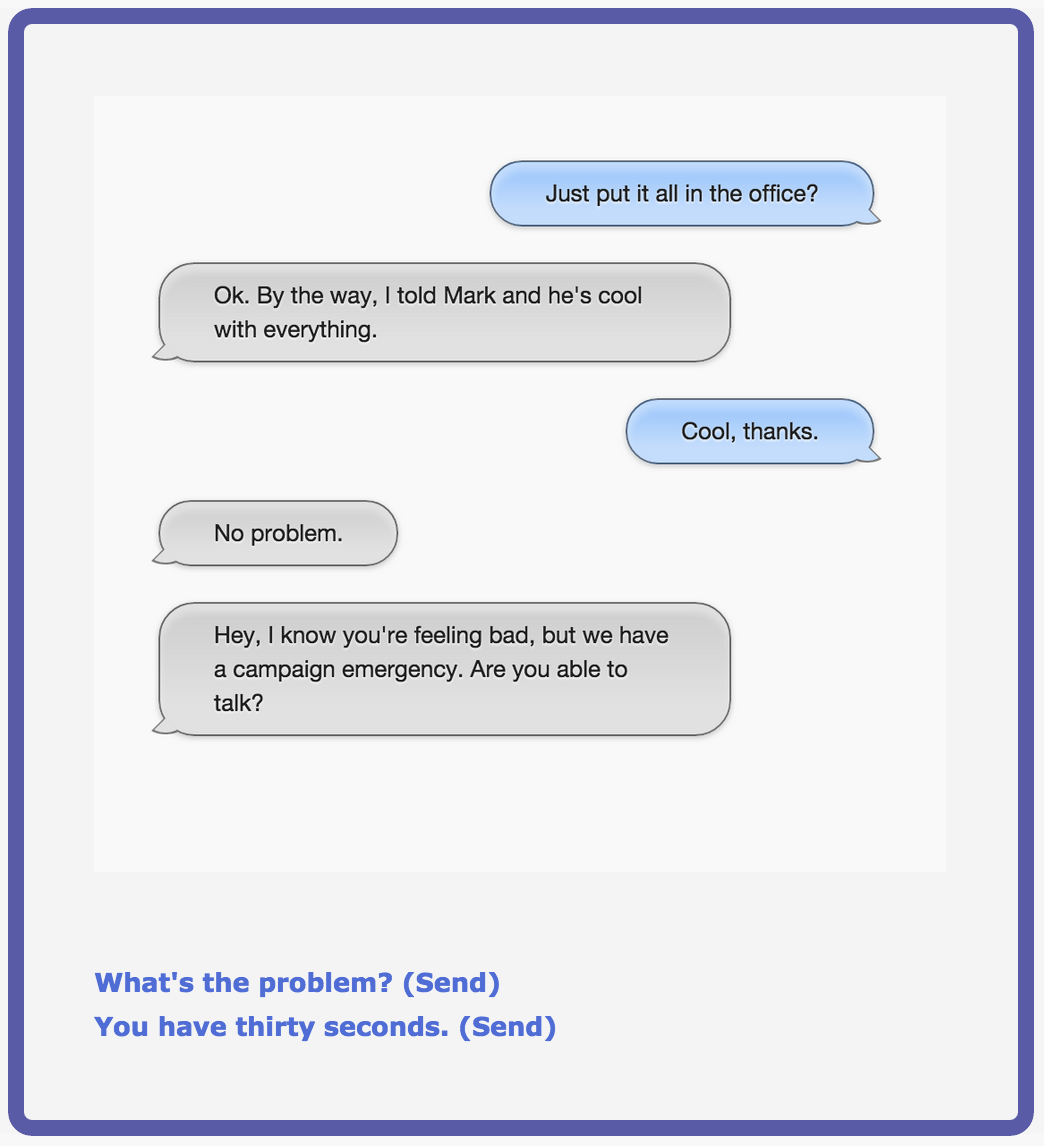 Just put it all in the office?
Ok. By the way, I told Mark and he's cool
with everything.
Cool, thanks.
No problem.
Hey, I know you're feeling bad, but we have
a campaign emergency. Are you able to
talk?
What's the problem? (Send)
You have thirty seconds. (Send)